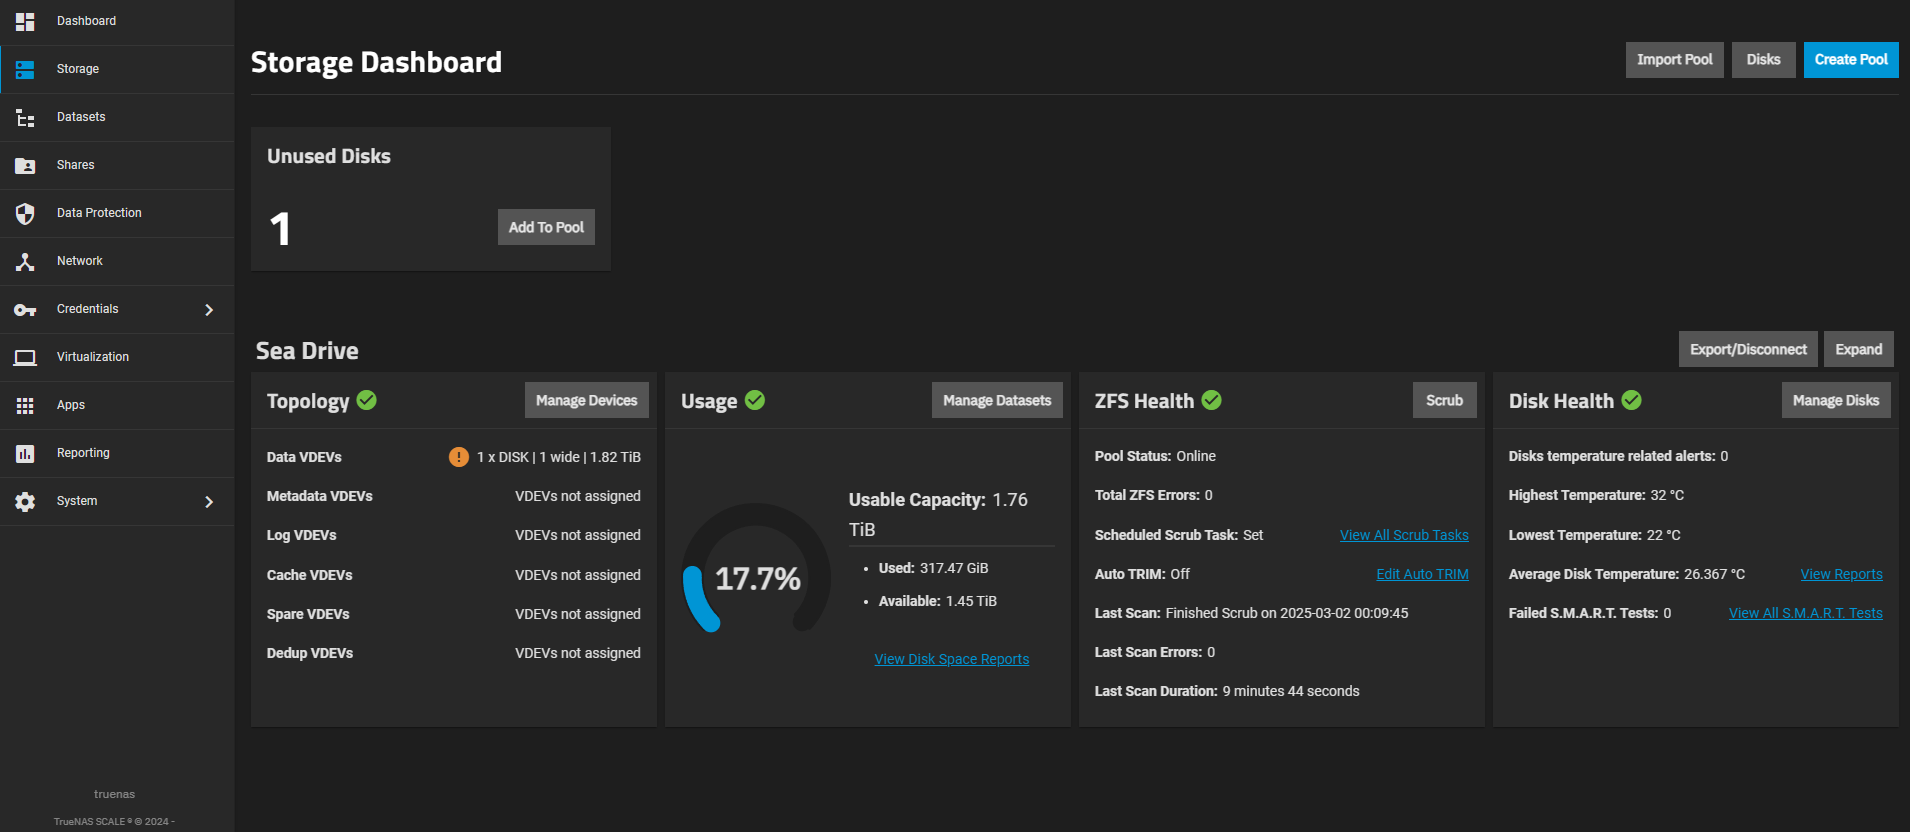 Dashboard
Storage
Datasets
Shares
Data Protection
Network
Credentials
Virtualization
Apps
Reporting
System
truenas
TrueNAS SCALE ® © 2024 -
Storage Dashboard
Import Pool
Disks
Create Pool
Unused Disks
1
Add To Pool
Sea Drive
Export/Disconnect
Expand
Topology
Manage Devices
Data VDEVs
1 x DISK | 1 wide | 1.82 TiB
Metadata VDEVs
VDEVs not assigned
Log VDEVs
VDEVs not assigned
Cache VDEVs
VDEVs not assigned
Spare VDEVs
VDEVs not assigned
Dedup VDEVs
VDEVs not assigned
Usage
Manage Datasets
17.7%
Usable Capacity: 1.76
TiB
• Used: 317.47 GiB
• Available: 1.45 TiB
View Disk Space Reports
ZFS Health
Scrub
Pool Status: Online
Total ZFS Errors: 0
Scheduled Scrub Task: Set
View All Scrub Tasks
Auto TRIM: Off
Edit Auto TRIM
Last Scan: Finished Scrub on 2025-03-02 00:09:45
Last Scan Errors: 0
Last Scan Duration: 9 minutes 44 seconds
Disk Health
Manage Disks
Disks temperature related alerts: 0
Highest Temperature: 32 °C
Lowest Temperature: 22 °C
Average Disk Temperature: 26.367 °C
View Reports
Failed S.M.A.R.T. Tests: 0
View All S.M.A.R.T. Tests